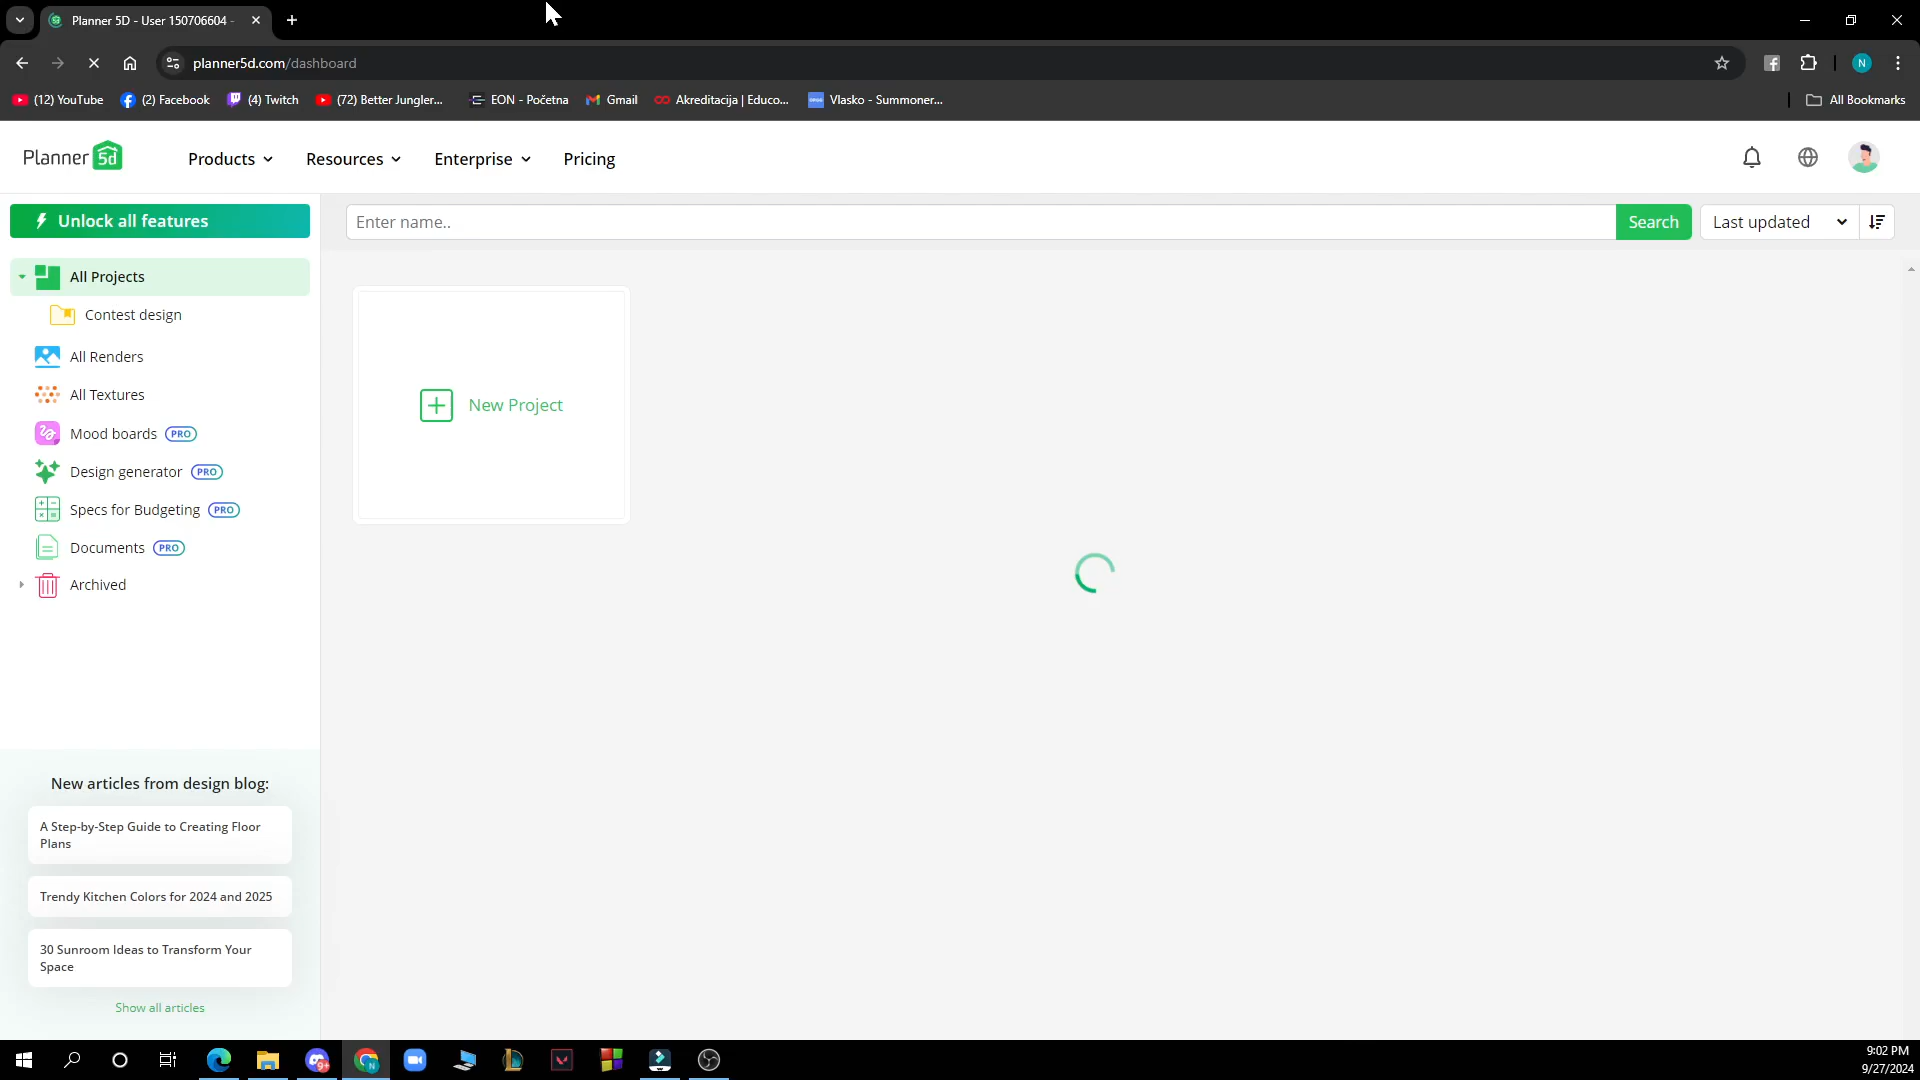 Planner 5D - User 150706604 -
planner5d.com/dashboard
(12) YouTube
(2) Facebook
(4) Twitch
(72) Better Jungler...
EON - Početna
Gmail
Akreditacija | Educo...
Vlasko - Summoner...
All Bookmarks
N
Planner 5d
Products
Resources
Enterprise
Pricing
Unlock all features
Enter name..
Search
Last updated
All Projects
Contest design
All Renders
All Textures
Mood boards PRO
Design generator PRO
Specs for Budgeting PRO
Documents PRO
Archived
New Project
New articles from design blog:
A Step-by-Step Guide to Creating Floor
Plans
Trendy Kitchen Colors for 2024 and 2025
30 Sunroom Ideas to Transform Your
Space
Show all articles
9+
N
9:02 PM
9/27/2024